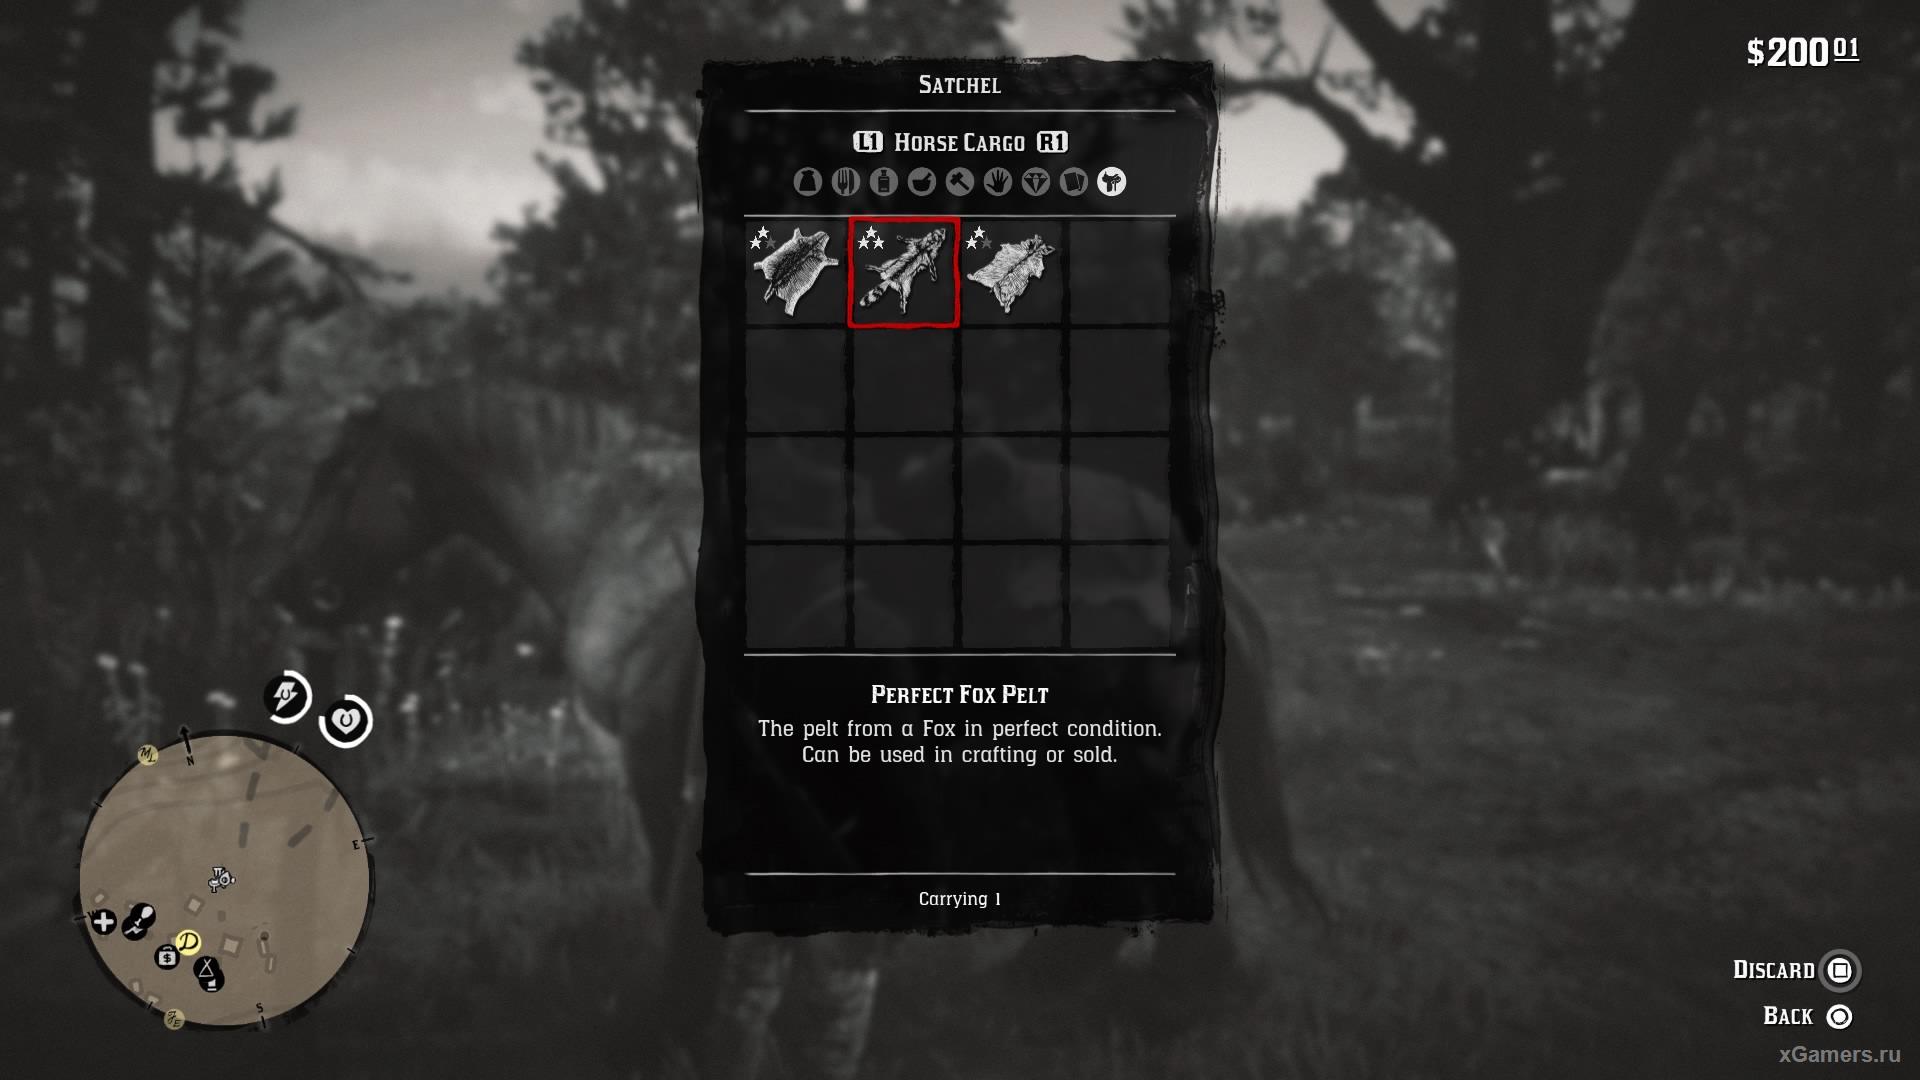 $200 01
SATCHEL
L1 HORSE CARGO R1
PERFECT FOX PELT
The pelt from a Fox in perfect condition.
Can be used in crafting or sold.
Carrying 1
N
E
S
W
D
DISCARD
BACK
xGamers.ru